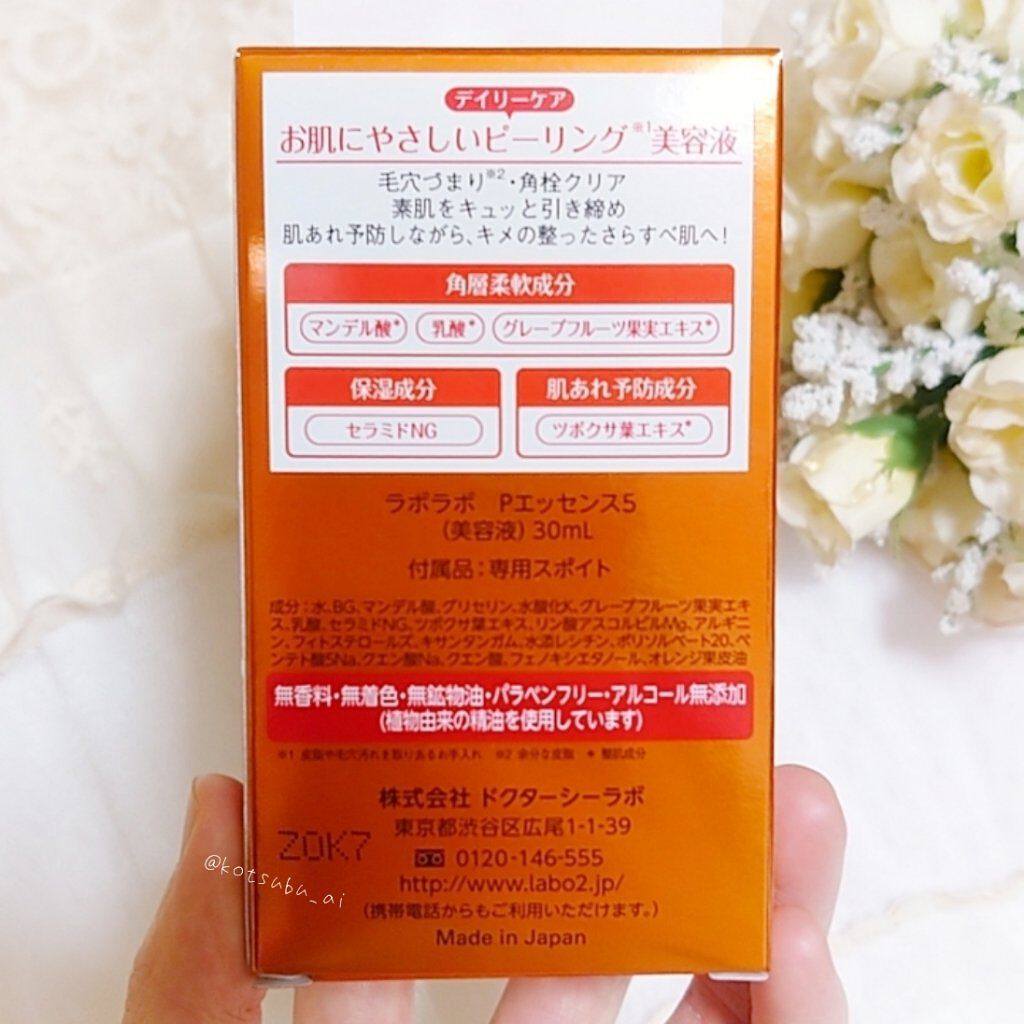 デイリーケア
お肌にやさしいピーリング※1美容液
毛穴づまり※2・角栓クリア
素肌をキュッと引き締め
肌あれ予防しながら、キメの整ったさらすべ肌へ!
角層柔軟成分
マンデル酸* 乳酸* グレープフルーツ果実エキス*
保湿成分 肌あれ予防成分
セラミドNG ツボクサ葉エキス*
ラボラボ Pエッセンス5
(美容液) 30mL
付属品：専用スポイト
成分：水、BG、マンデル酸、グリセリン、水酸化K、グレープフルーツ果実エキ
ス、乳酸、セラミドNG、ツボクサ葉エキス、リン酸アスコルビルMg、アルギニ
ン、フィトステロールズ、キサンタンガム、水添レシチン、ポリソルベート20、ペ
ンテト酸5Na、クエン酸Na、クエン酸、フェノキシエタノール、オレンジ果皮油
無香料・無着色・無鉱物油・パラベンフリー・アルコール無添加
(植物由来の精油を使用しています)
※1 皮脂や毛穴汚れを取りあるお手入れ ※2 余分な皮脂 * 整肌成分
株式会社 ドクターシーラボ
東京都渋谷区広尾1-1-39
0120-146-555
ZOK7
http://www.labo2.jp/
(携帯電話からもご利用いただけます。)
Made in Japan
@kotsubu_ai